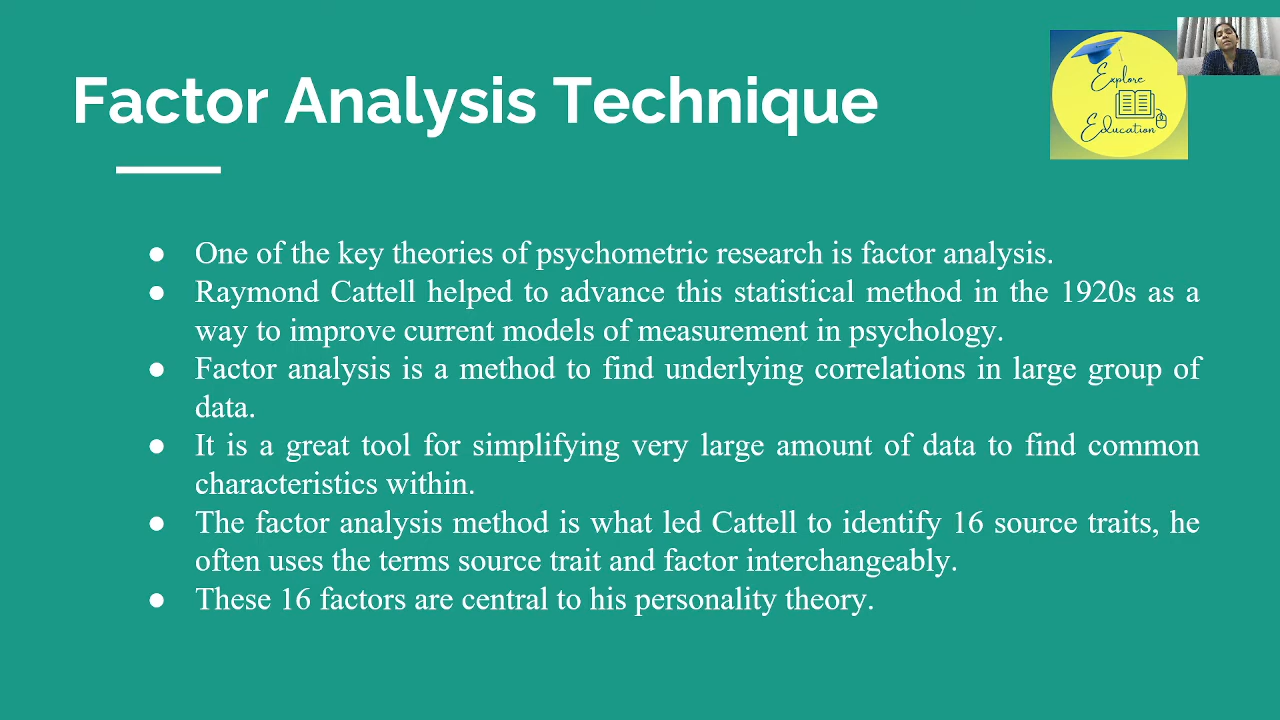 Factor Analysis Technique
Explore
Education
● One of the key theories of psychometric research is factor analysis.
● Raymond Cattell helped to advance this statistical method in the 1920s as a
way to improve current models of measurement in psychology.
● Factor analysis is a method to find underlying correlations in large group of
data.
● It is a great tool for simplifying very large amount of data to find common
characteristics within.
● The factor analysis method is what led Cattell to identify 16 source traits, he
often uses the terms source trait and factor interchangeably.
● These 16 factors are central to his personality theory.